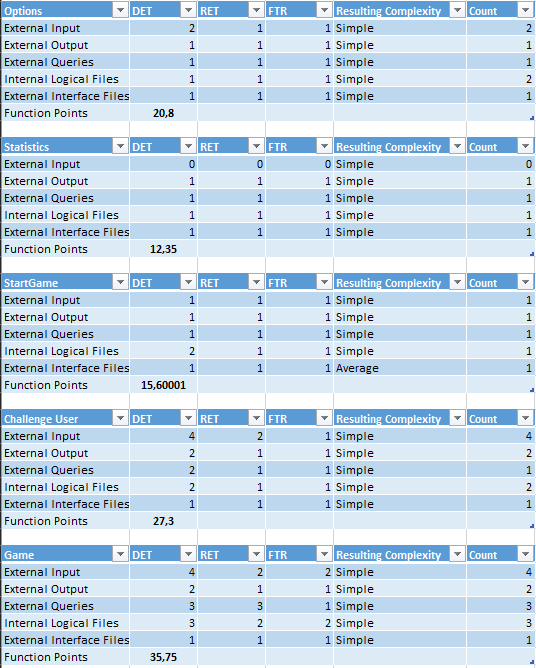 Options DET RET FTR Resulting Complexity Count
External Input 2 1 1 Simple 2
External Output 1 1 1 Simple 1
External Queries 1 1 1 Simple 1
Internal Logical Files 1 1 1 Simple 2
External Interface Files 1 1 1 Simple 1
Function Points 20,8
Statistics DET RET FTR Resulting Complexity Count
External Input 0 0 0 Simple 0
External Output 1 1 1 Simple 1
External Queries 1 1 1 Simple 1
Internal Logical Files 1 1 1 Simple 1
External Interface Files 1 1 1 Simple 1
Function Points 12,35
StartGame DET RET FTR Resulting Complexity Count
External Input 1 1 1 Simple 1
External Output 1 1 1 Simple 1
External Queries 1 1 1 Simple 1
Internal Logical Files 2 1 1 Simple 1
External Interface Files 1 1 1 Average 1
Function Points 15,60001
Challenge User DET RET FTR Resulting Complexity Count
External Input 4 2 1 Simple 4
External Output 2 1 1 Simple 2
External Queries 2 1 1 Simple 1
Internal Logical Files 2 1 1 Simple 2
External Interface Files 1 1 1 Simple 1
Function Points 27,3
Game DET RET FTR Resulting Complexity Count
External Input 4 2 2 Simple 4
External Output 2 1 1 Simple 2
External Queries 3 3 1 Simple 3
Internal Logical Files 3 2 2 Simple 3
External Interface Files 1 1 1 Simple 1
Function Points 35,75